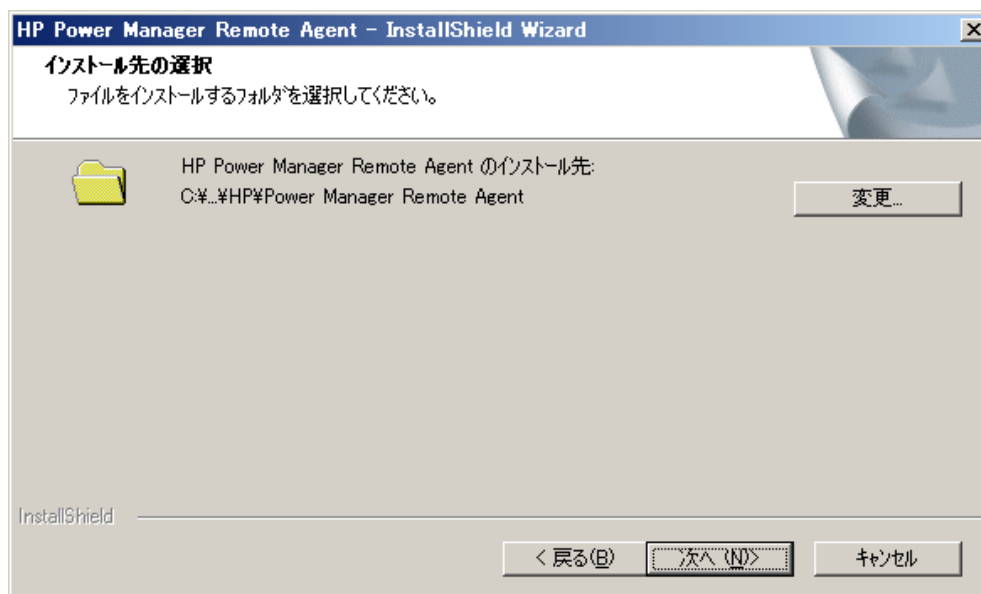 HP Power Manager Remote Agent - InstallShield Wizard
インストール先の選択
ファイルをインストールするフォルダを選択してください。
HP Power Manager Remote Agent のインストール先:
C:¥...¥HP¥Power Manager Remote Agent
変更...
InstallShield
< 戻る(B)
次へ (N)>
キャンセル